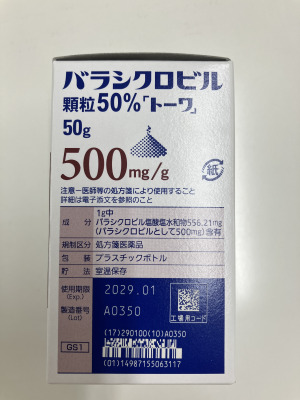 バラシクロビル
顆粒50%「トーワ」
50g
500mg/g
紙
注意－医師等の処方箋により使用すること
詳細は電子添文を参照のこと
成分 1g中
バラシクロビル塩酸塩水和物556.21mg
(バラシクロビルとして500mg)含有
規制区分 処方箋医薬品
包装 プラスチックボトル
貯法 室温保存
使用期限 (Exp.) 2029.01
製造番号 (Lot) A0350
工場用コード
(17)290100(10)A0350
GS1
(01)14987155063117